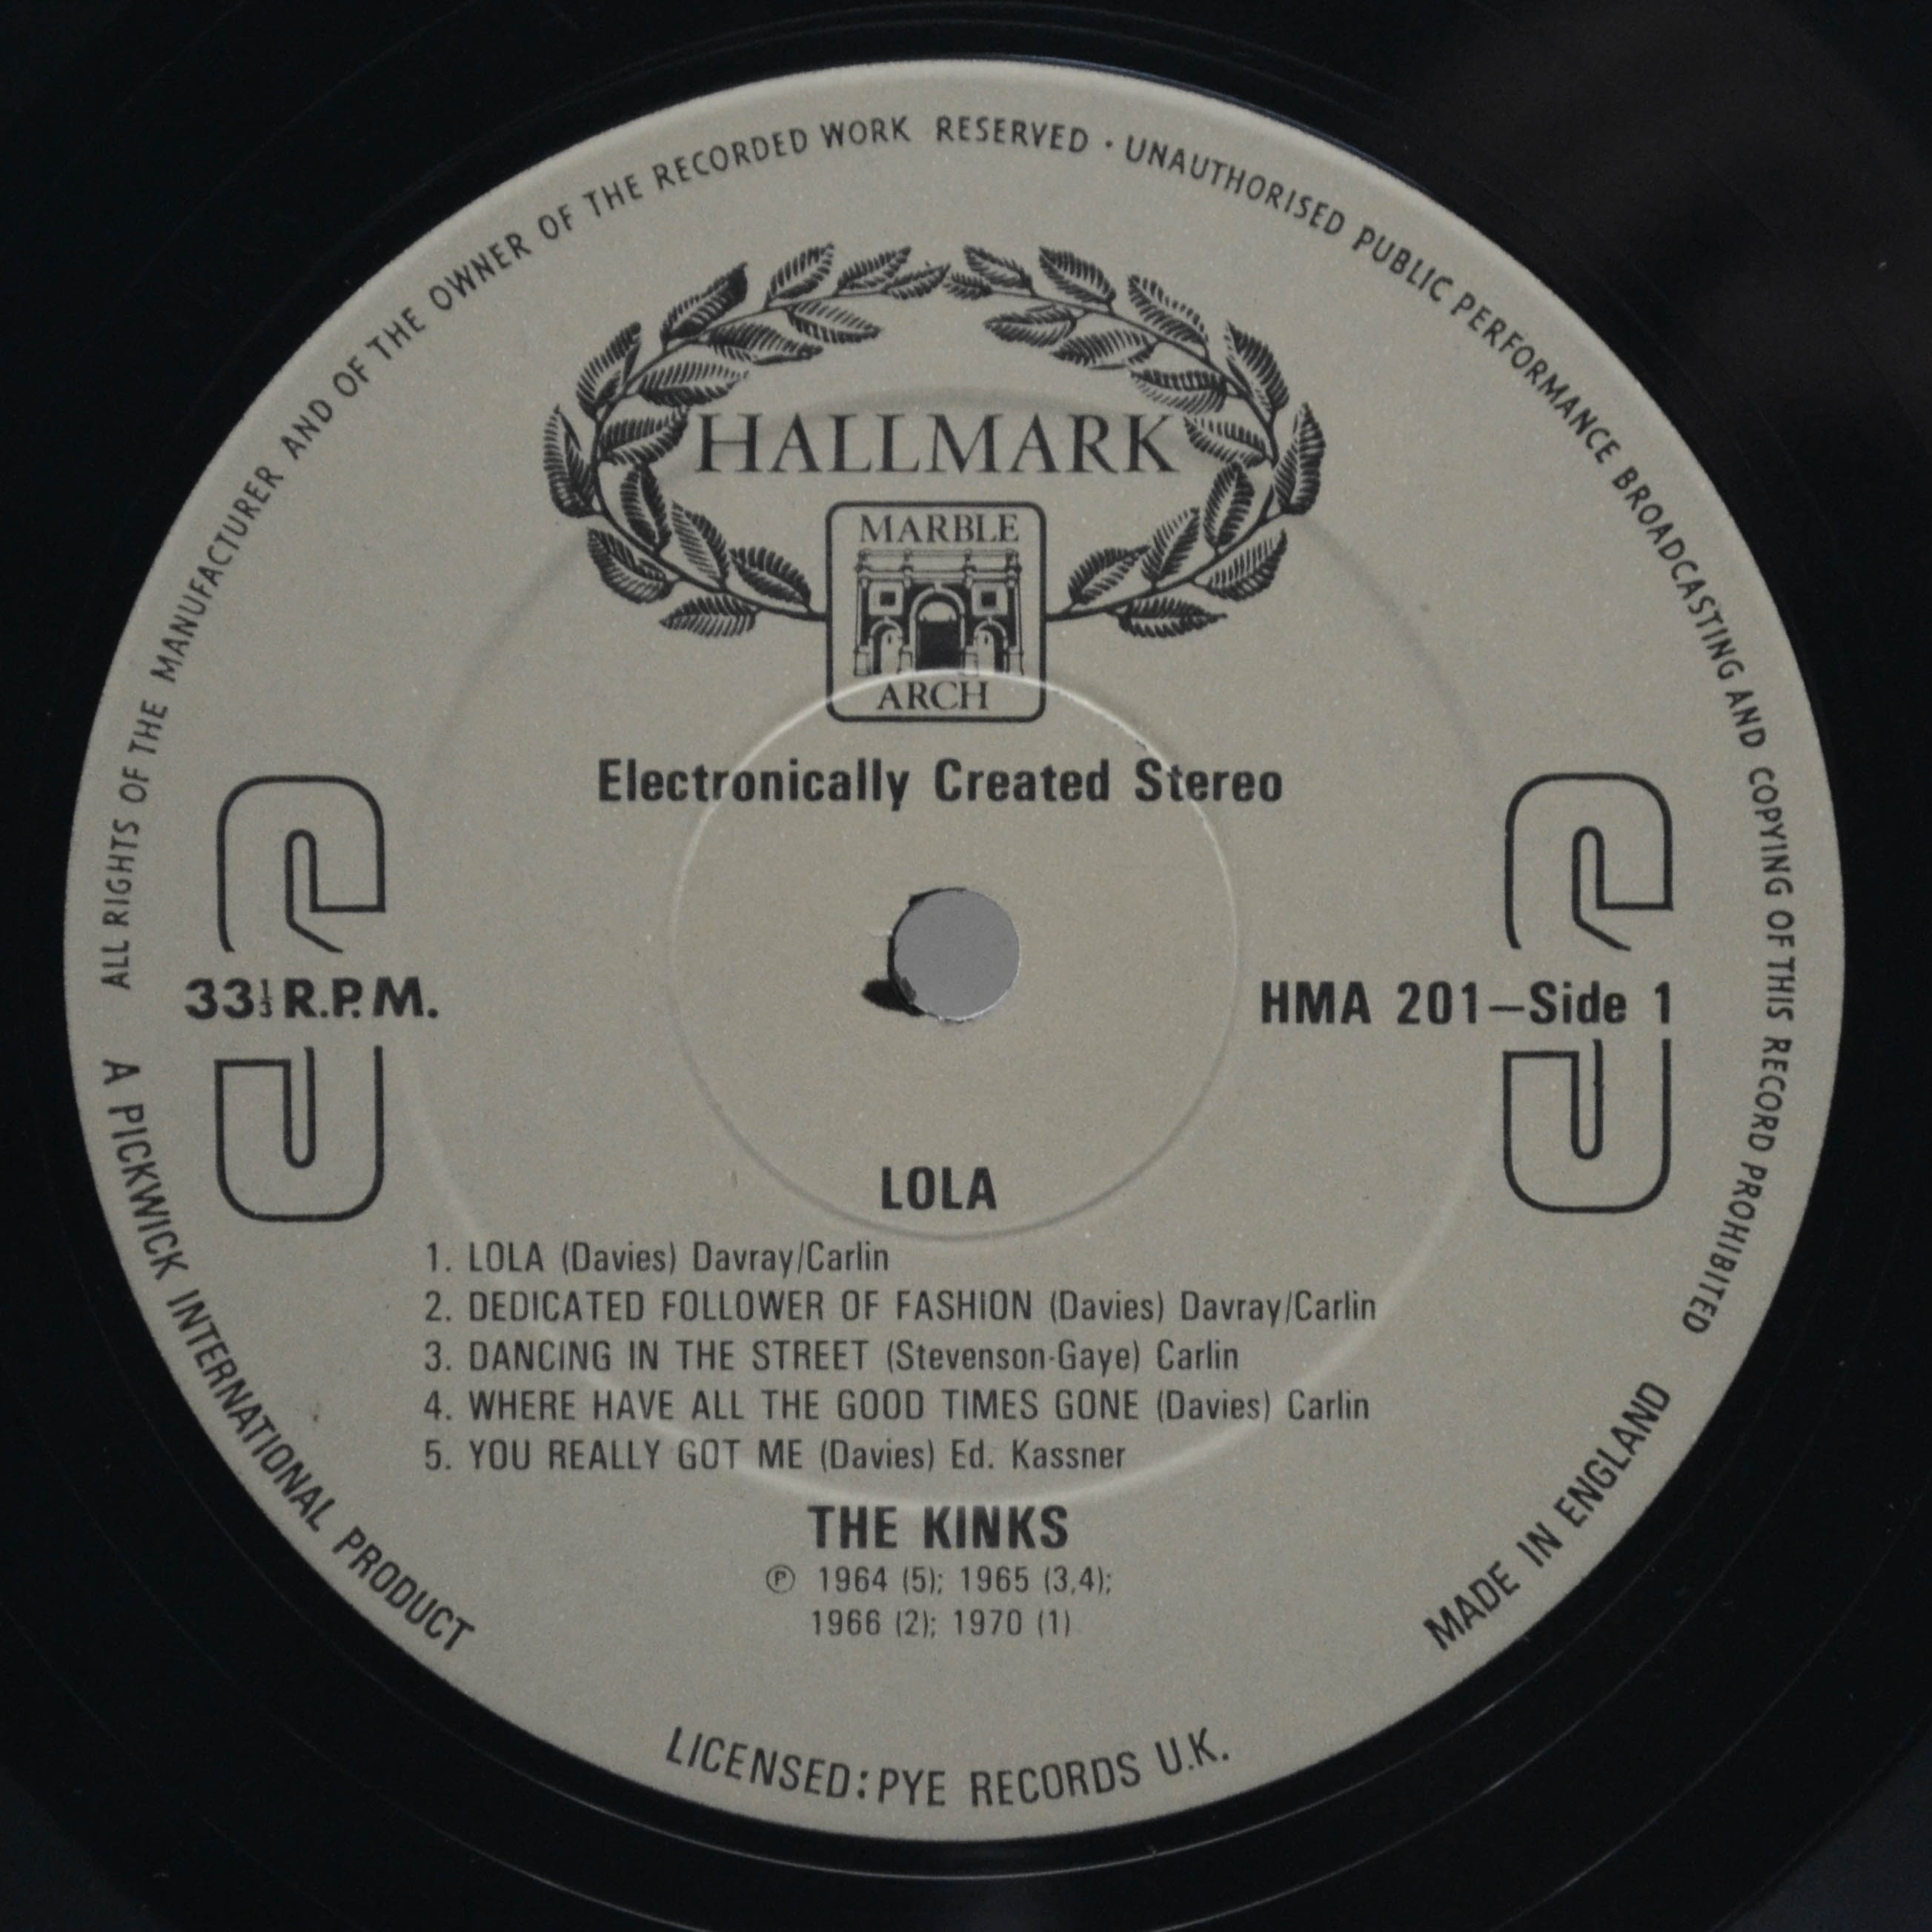 ALL RIGHTS OF THE MANUFACTURER AND OF THE OWNER OF THE RECORDED WORK RESERVED · UNAUTHORISED PUBLIC PERFORMANCE BROADCASTING AND COPYING OF THIS RECORD PROHIBITED
HALLMARK
MARBLE
ARCH
Electronically Created Stereo
33⅓ R.P.M.
HMA 201–Side 1
LOLA
1. LOLA (Davies) Davray/Carlin
2. DEDICATED FOLLOWER OF FASHION (Davies) Davray/Carlin
3. DANCING IN THE STREET (Stevenson-Gaye) Carlin
4. WHERE HAVE ALL THE GOOD TIMES GONE (Davies) Carlin
5. YOU REALLY GOT ME (Davies) Ed. Kassner
THE KINKS
℗ 1964 (5); 1965 (3,4);
1966 (2); 1970 (1)
A PICKWICK INTERNATIONAL PRODUCT
LICENSED: PYE RECORDS U.K.
MADE IN ENGLAND